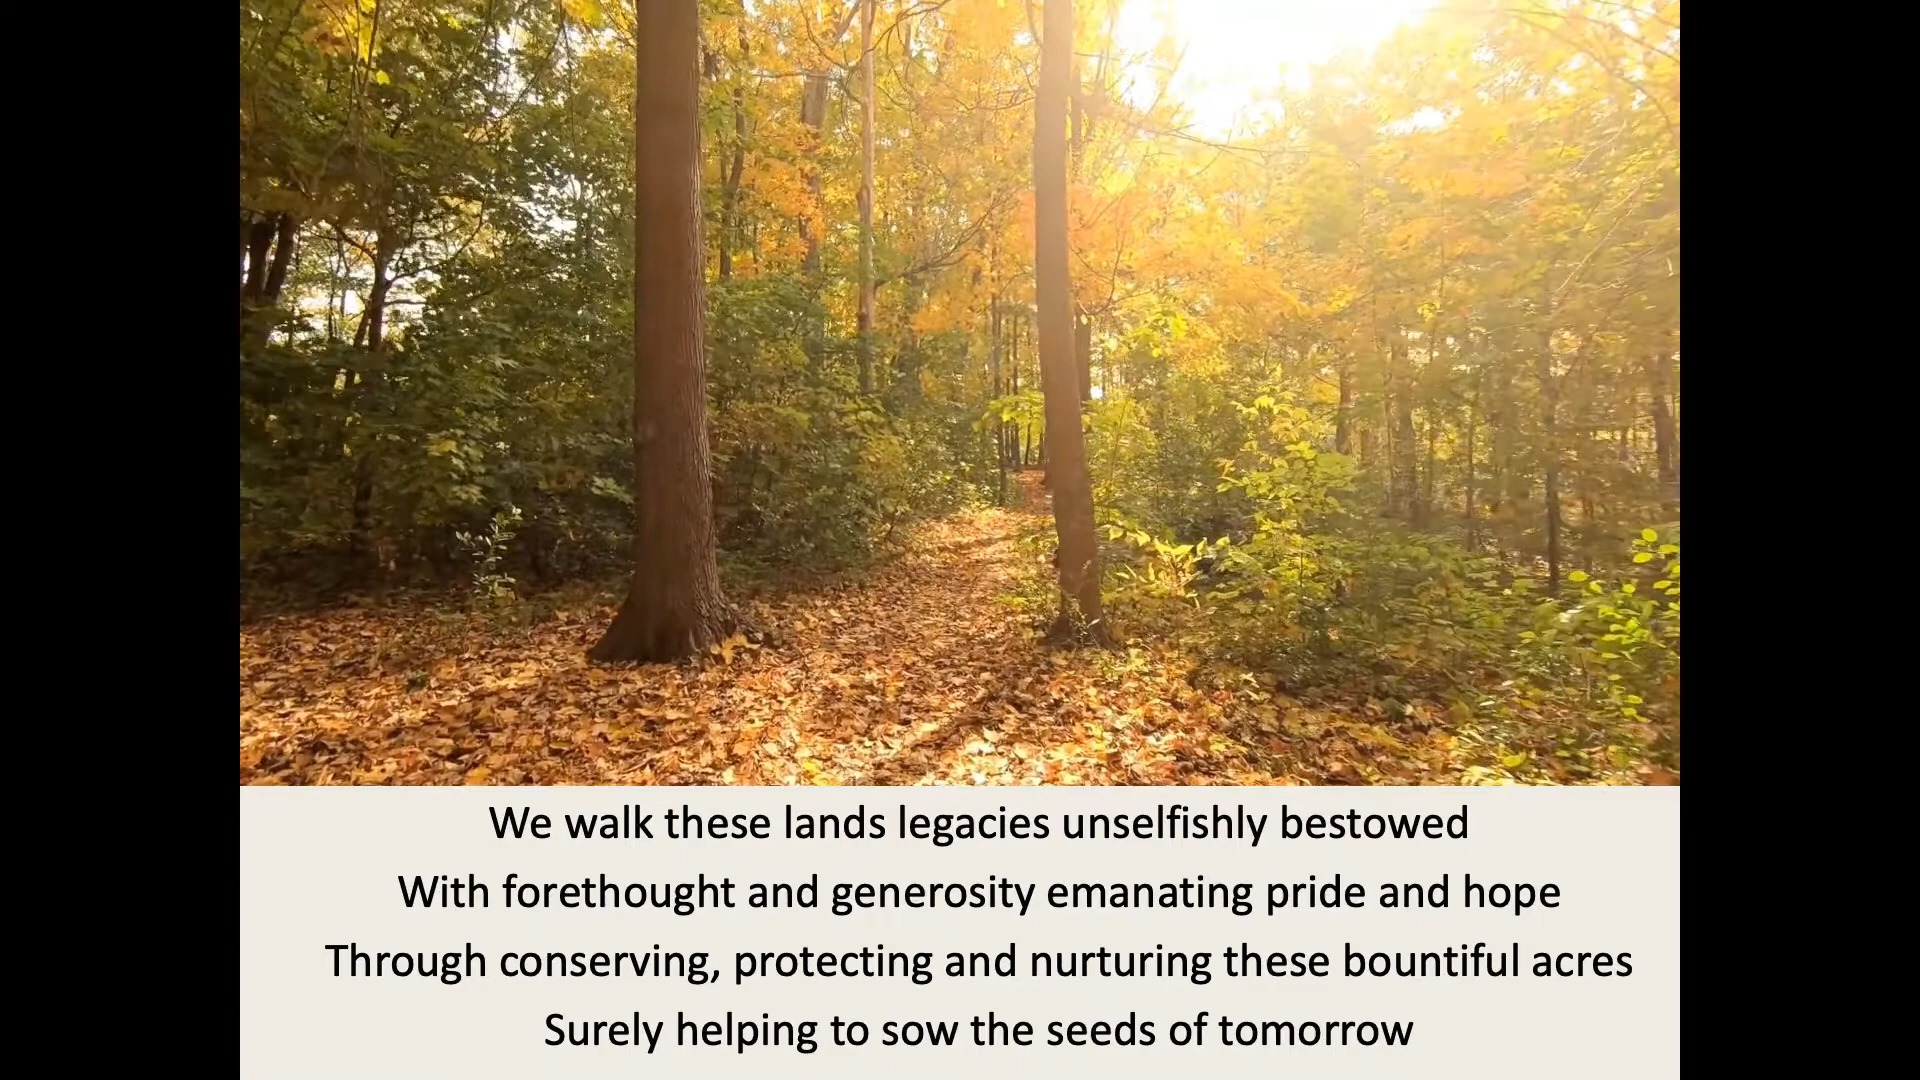 We walk these lands legacies unselfishly bestowed
With forethought and generosity emanating pride and hope
Through conserving, protecting and nurturing these bountiful acres
Surely helping to sow the seeds of tomorrow